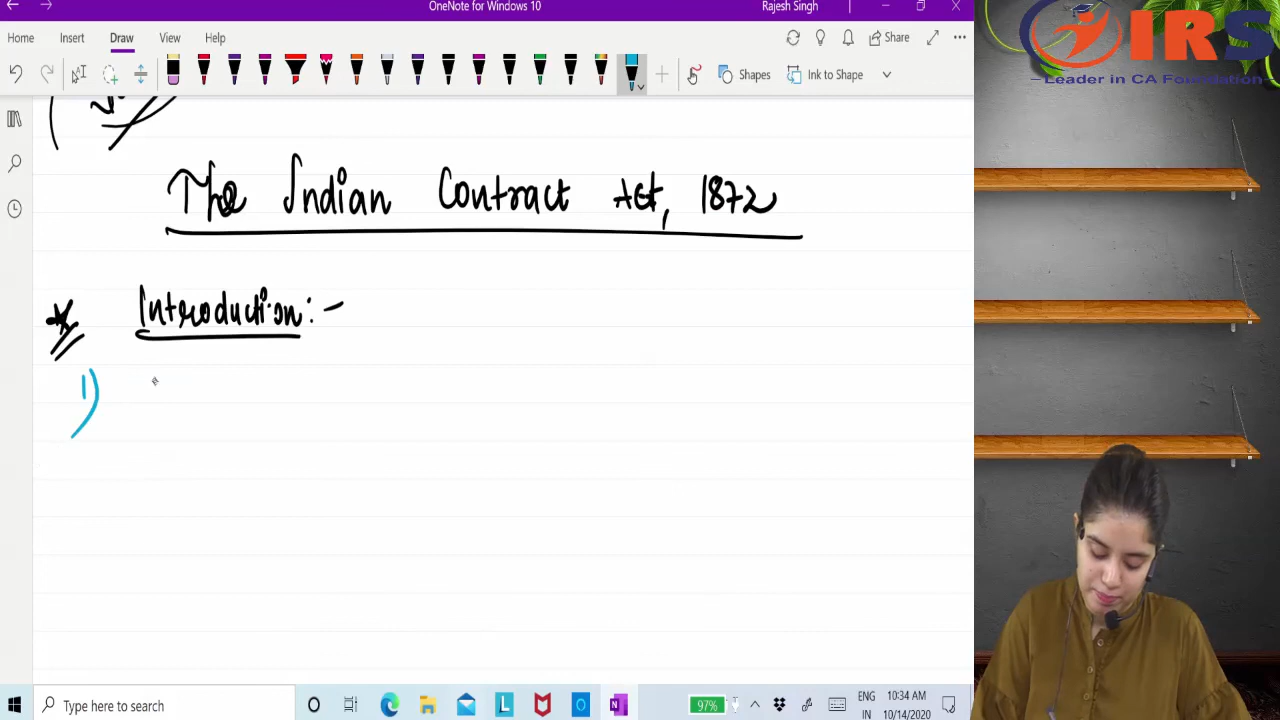 OneNote for Windows 10
Rajesh Singh
Home Insert Draw View Help
Share
Shapes
Ink to Shape
IRS
Leader in CA Foundation
The Indian Contract Act, 1872
Introduction:-
1)
Type here to search
97%
ENG
IN
10:34 AM
10/14/2020